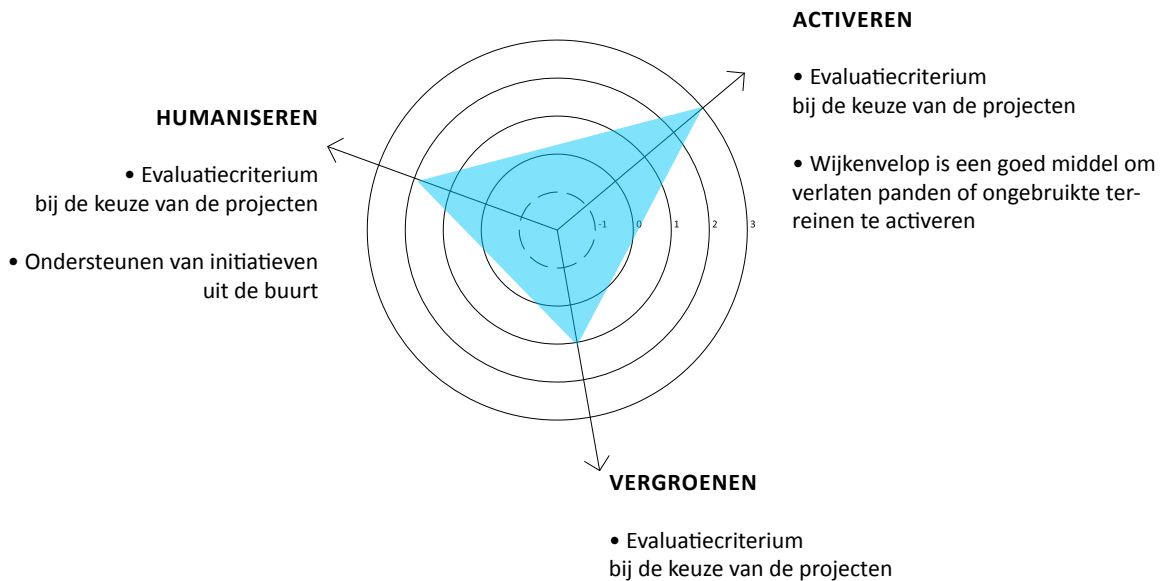 ACTIVEREN
• Evaluatiecriterium
bij de keuze van de projecten
• Wijkenvelop is een goed middel om
verlaten panden of ongebruikte ter-
reinen te activeren
HUMANISEREN
• Evaluatiecriterium
bij de keuze van de projecten
• Ondersteunen van initiatieven
uit de buurt
-1 0 1 2 3
VERGROENEN
• Evaluatiecriterium
bij de keuze van de projecten